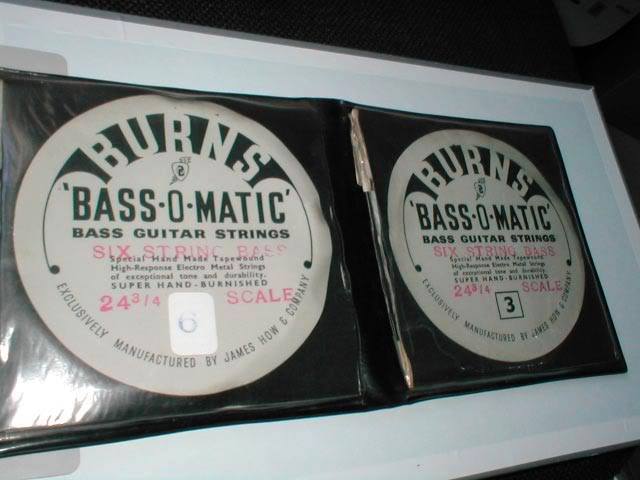 BURNS
'BASS-O-MATIC'
BASS GUITAR STRINGS
SIX STRING BASS
Special Hand Made Tapewound
High-Response Electro Metal Strings
of exceptional tone and durability.
SUPER HAND-BURNISHED
24 3/4 SCALE
6
EXCLUSIVELY MANUFACTURED BY JAMES HOW & COMPANY
BURNS
'BASS-O-MATIC'
BASS GUITAR STRINGS
SIX STRING BASS
Special Hand Made Tapewound
High-Response Electro Metal Strings
of exceptional tone and durability.
SUPER HAND-BURNISHED
24 3/4 SCALE
3
EXCLUSIVELY MANUFACTURED BY JAMES HOW & COMPANY